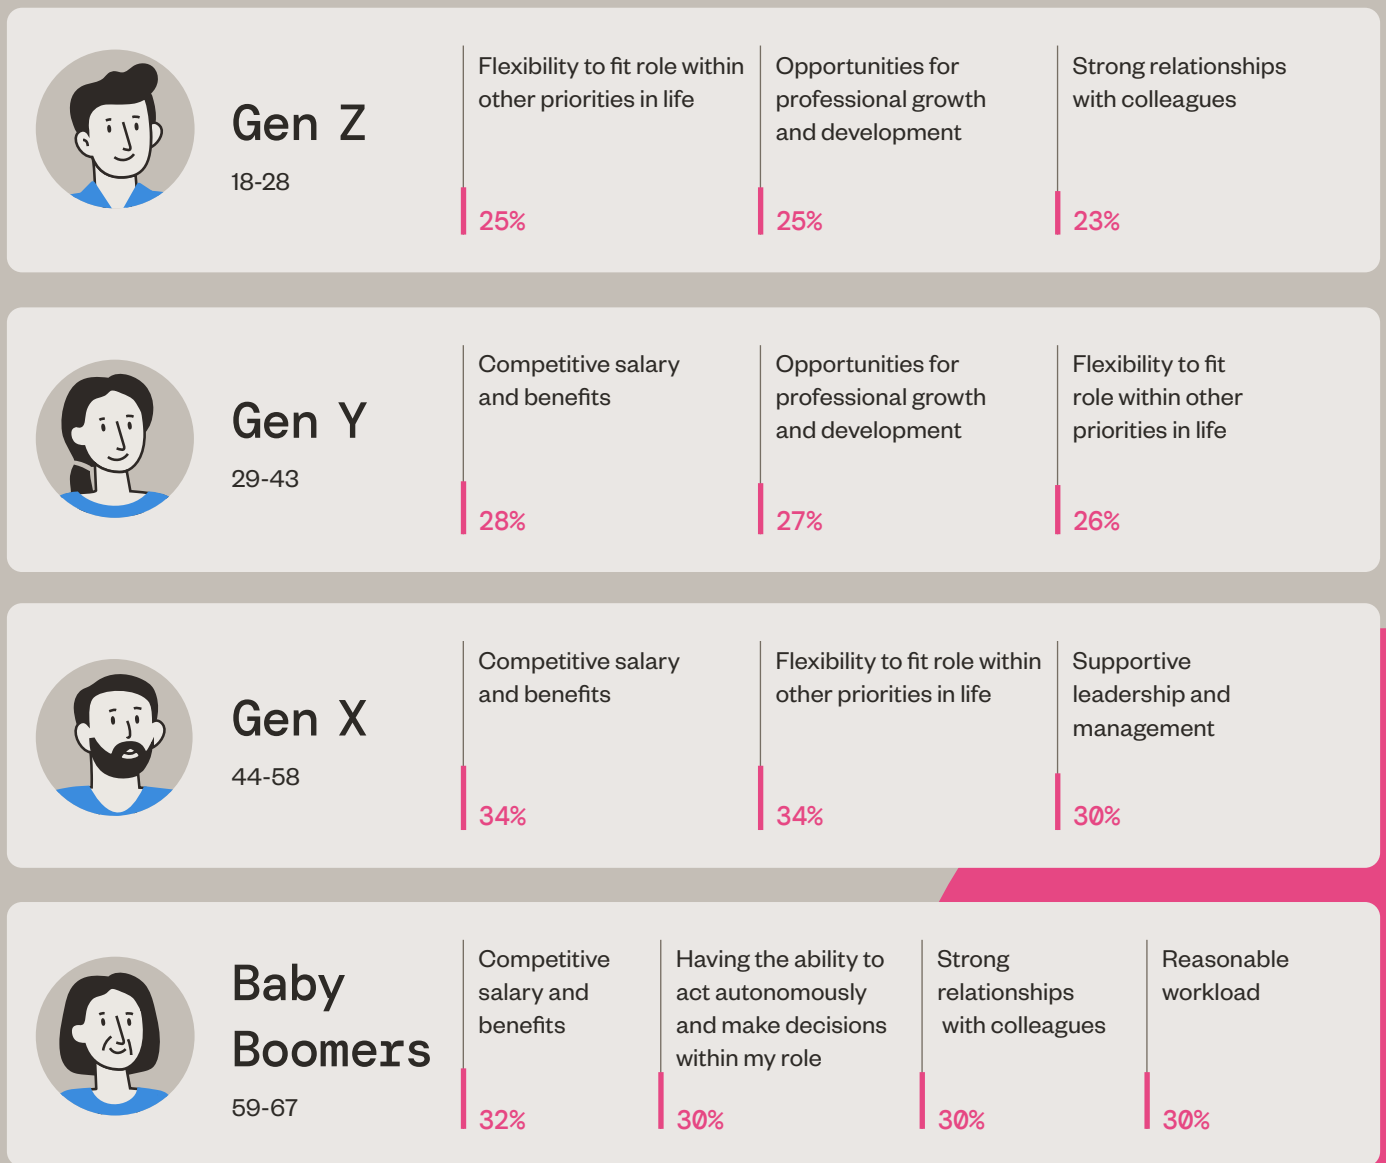 Gen Z
18-28
Flexibility to fit role within
other priorities in life
25%
Opportunities for
professional growth
and development
25%
Strong relationships
with colleagues
23%
Gen Y
29-43
Competitive salary
and benefits
28%
Opportunities for
professional growth
and development
27%
Flexibility to fit
role within other
priorities in life
26%
Gen X
44-58
Competitive salary
and benefits
34%
Flexibility to fit role within
other priorities in life
34%
Supportive
leadership and
management
30%
Baby
Boomers
59-67
Competitive
salary and
benefits
32%
Having the ability to
act autonomously
and make decisions
within my role
30%
Strong
relationships
with colleagues
30%
Reasonable
workload
30%